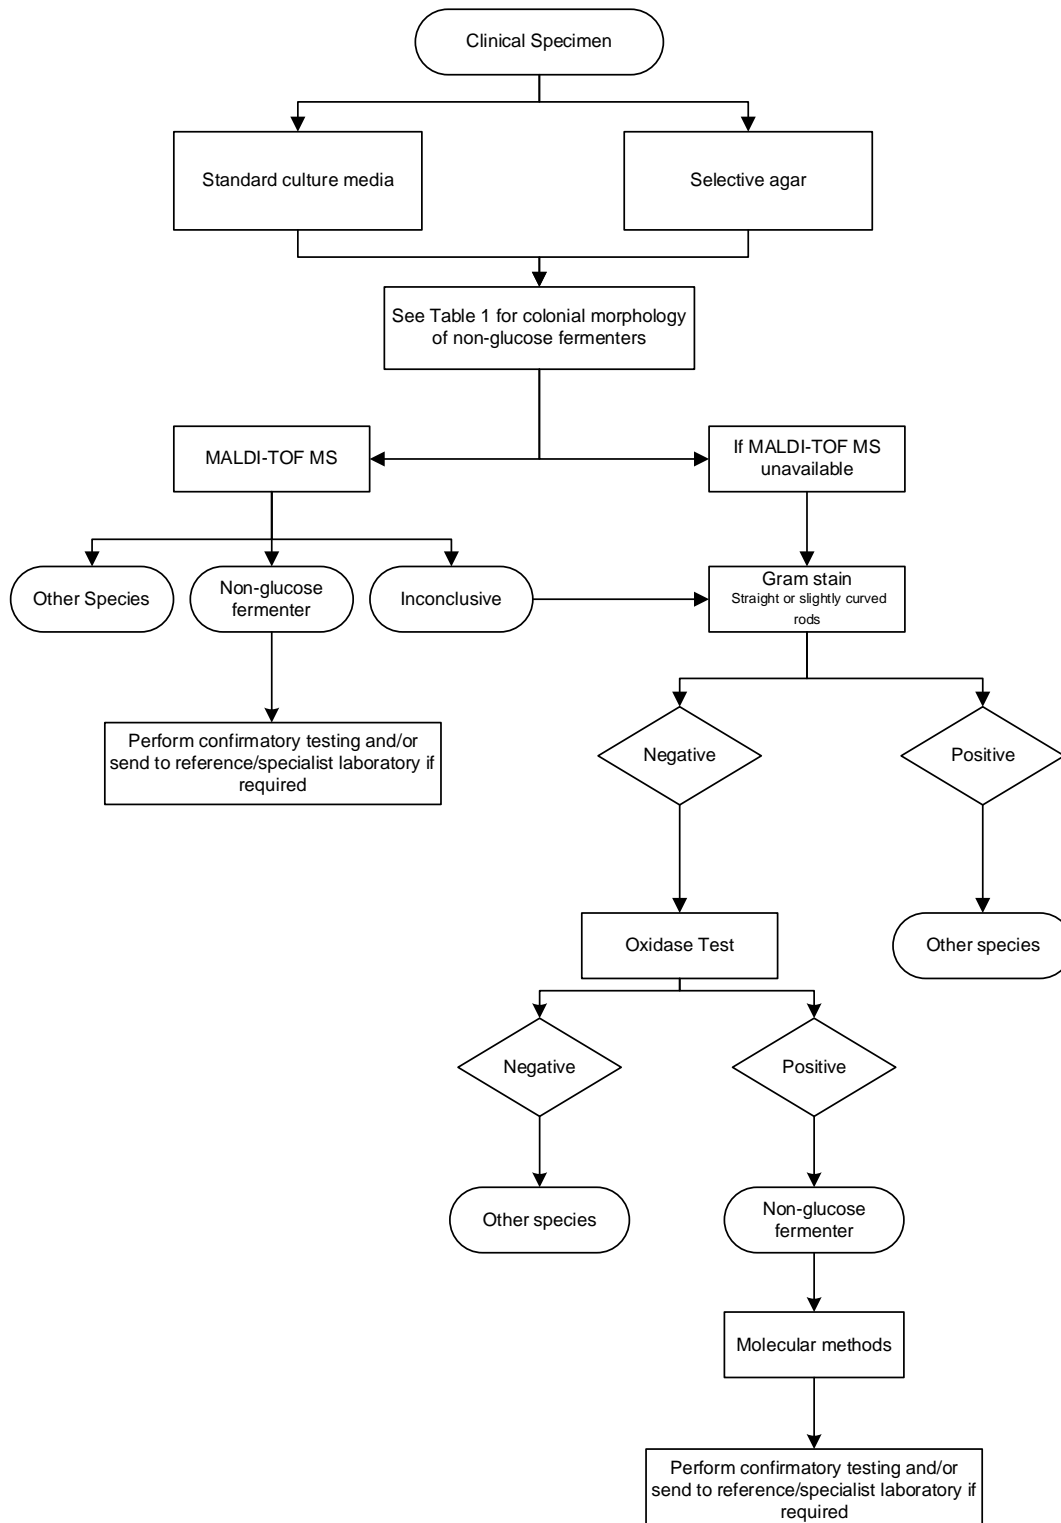 Clinical Specimen
Standard culture media
Selective agar
See Table 1 for colonial morphology
of non-glucose fermenters
MALDI-TOF MS
If MALDI-TOF MS
unavailable
Other Species
Non-glucose
fermenter
Inconclusive
Gram stain
Straight or slightly curved
rods
Perform confirmatory testing and/or
send to reference/specialist laboratory if
required
Negative
Positive
Oxidase Test
Other species
Negative
Positive
Other species
Non-glucose
fermenter
Molecular methods
Perform confirmatory testing and/or
send to reference/specialist laboratory if
required